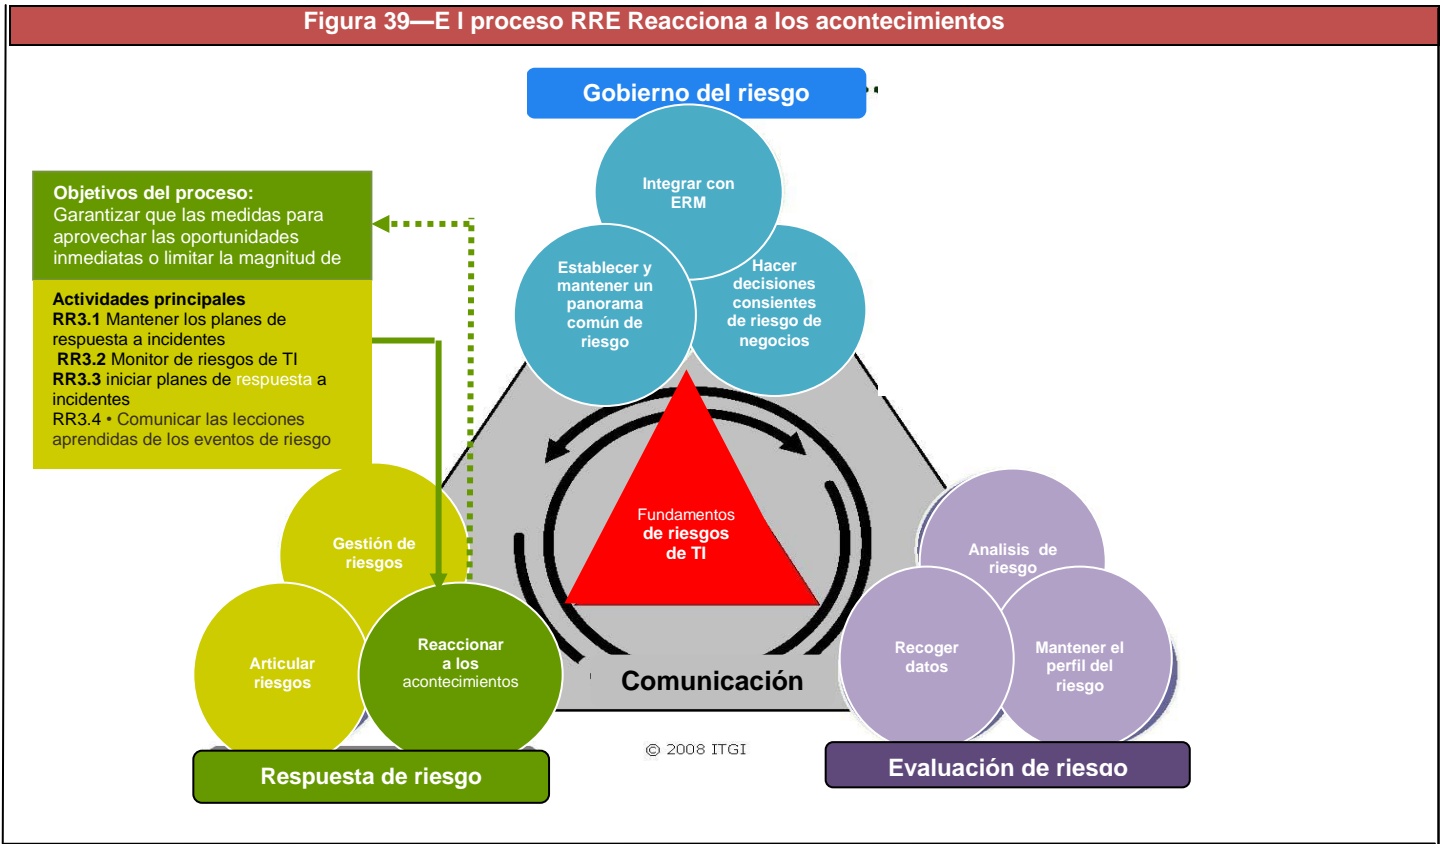 Figura 39—E l proceso RRE Reacciona a los acontecimientos
Gobierno del riesgo
Integrar con
ERM
Establecer y
mantener un
panorama
común de
riesgo
Hacer
decisiones
consientes
de riesgo de
negocios
Objetivos del proceso:
Garantizar que las medidas para
aprovechar las oportunidades
inmediatas o limitar la magnitud de
Actividades principales
RR3.1 Mantener los planes de
respuesta a incidentes
RR3.2 Monitor de riesgos de TI
RR3.3 iniciar planes de respuesta a
incidentes
RR3.4 • Comunicar las lecciones
aprendidas de los eventos de riesgo
Fundamentos
de riesgos
de TI
Gestión de
riesgos
Articular
riesgos
Reaccionar
a los
acontecimientos
Analisis de
riesgo
Recoger
datos
Mantener el
perfil del
riesgo
Comunicación
© 2008 ITGI
Respuesta de riesgo
Evaluación de riesgo